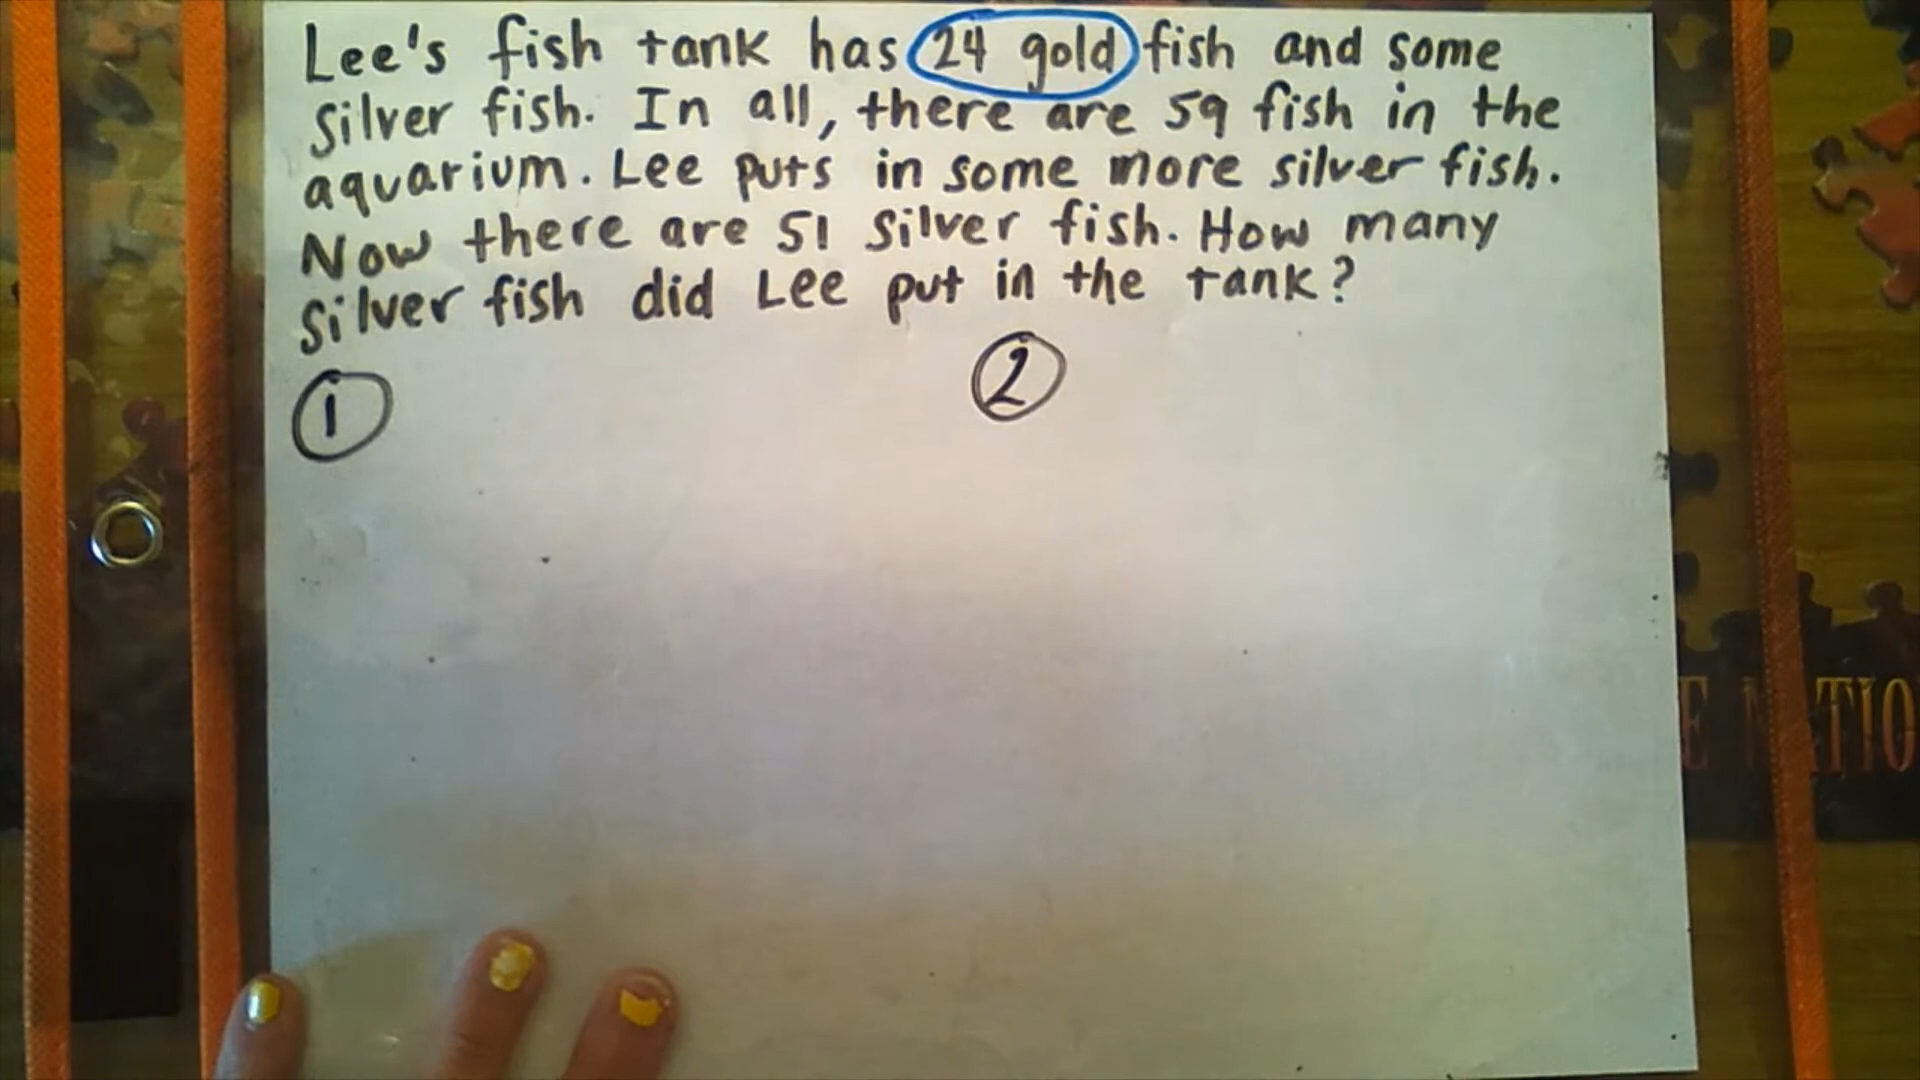 Lee's fish tank has 24 gold fish and some
silver fish. In all, there are 59 fish in the
aquarium. Lee puts in some more silver fish.
Now there are 51 silver fish. How many
silver fish did Lee put in the tank?
1
2